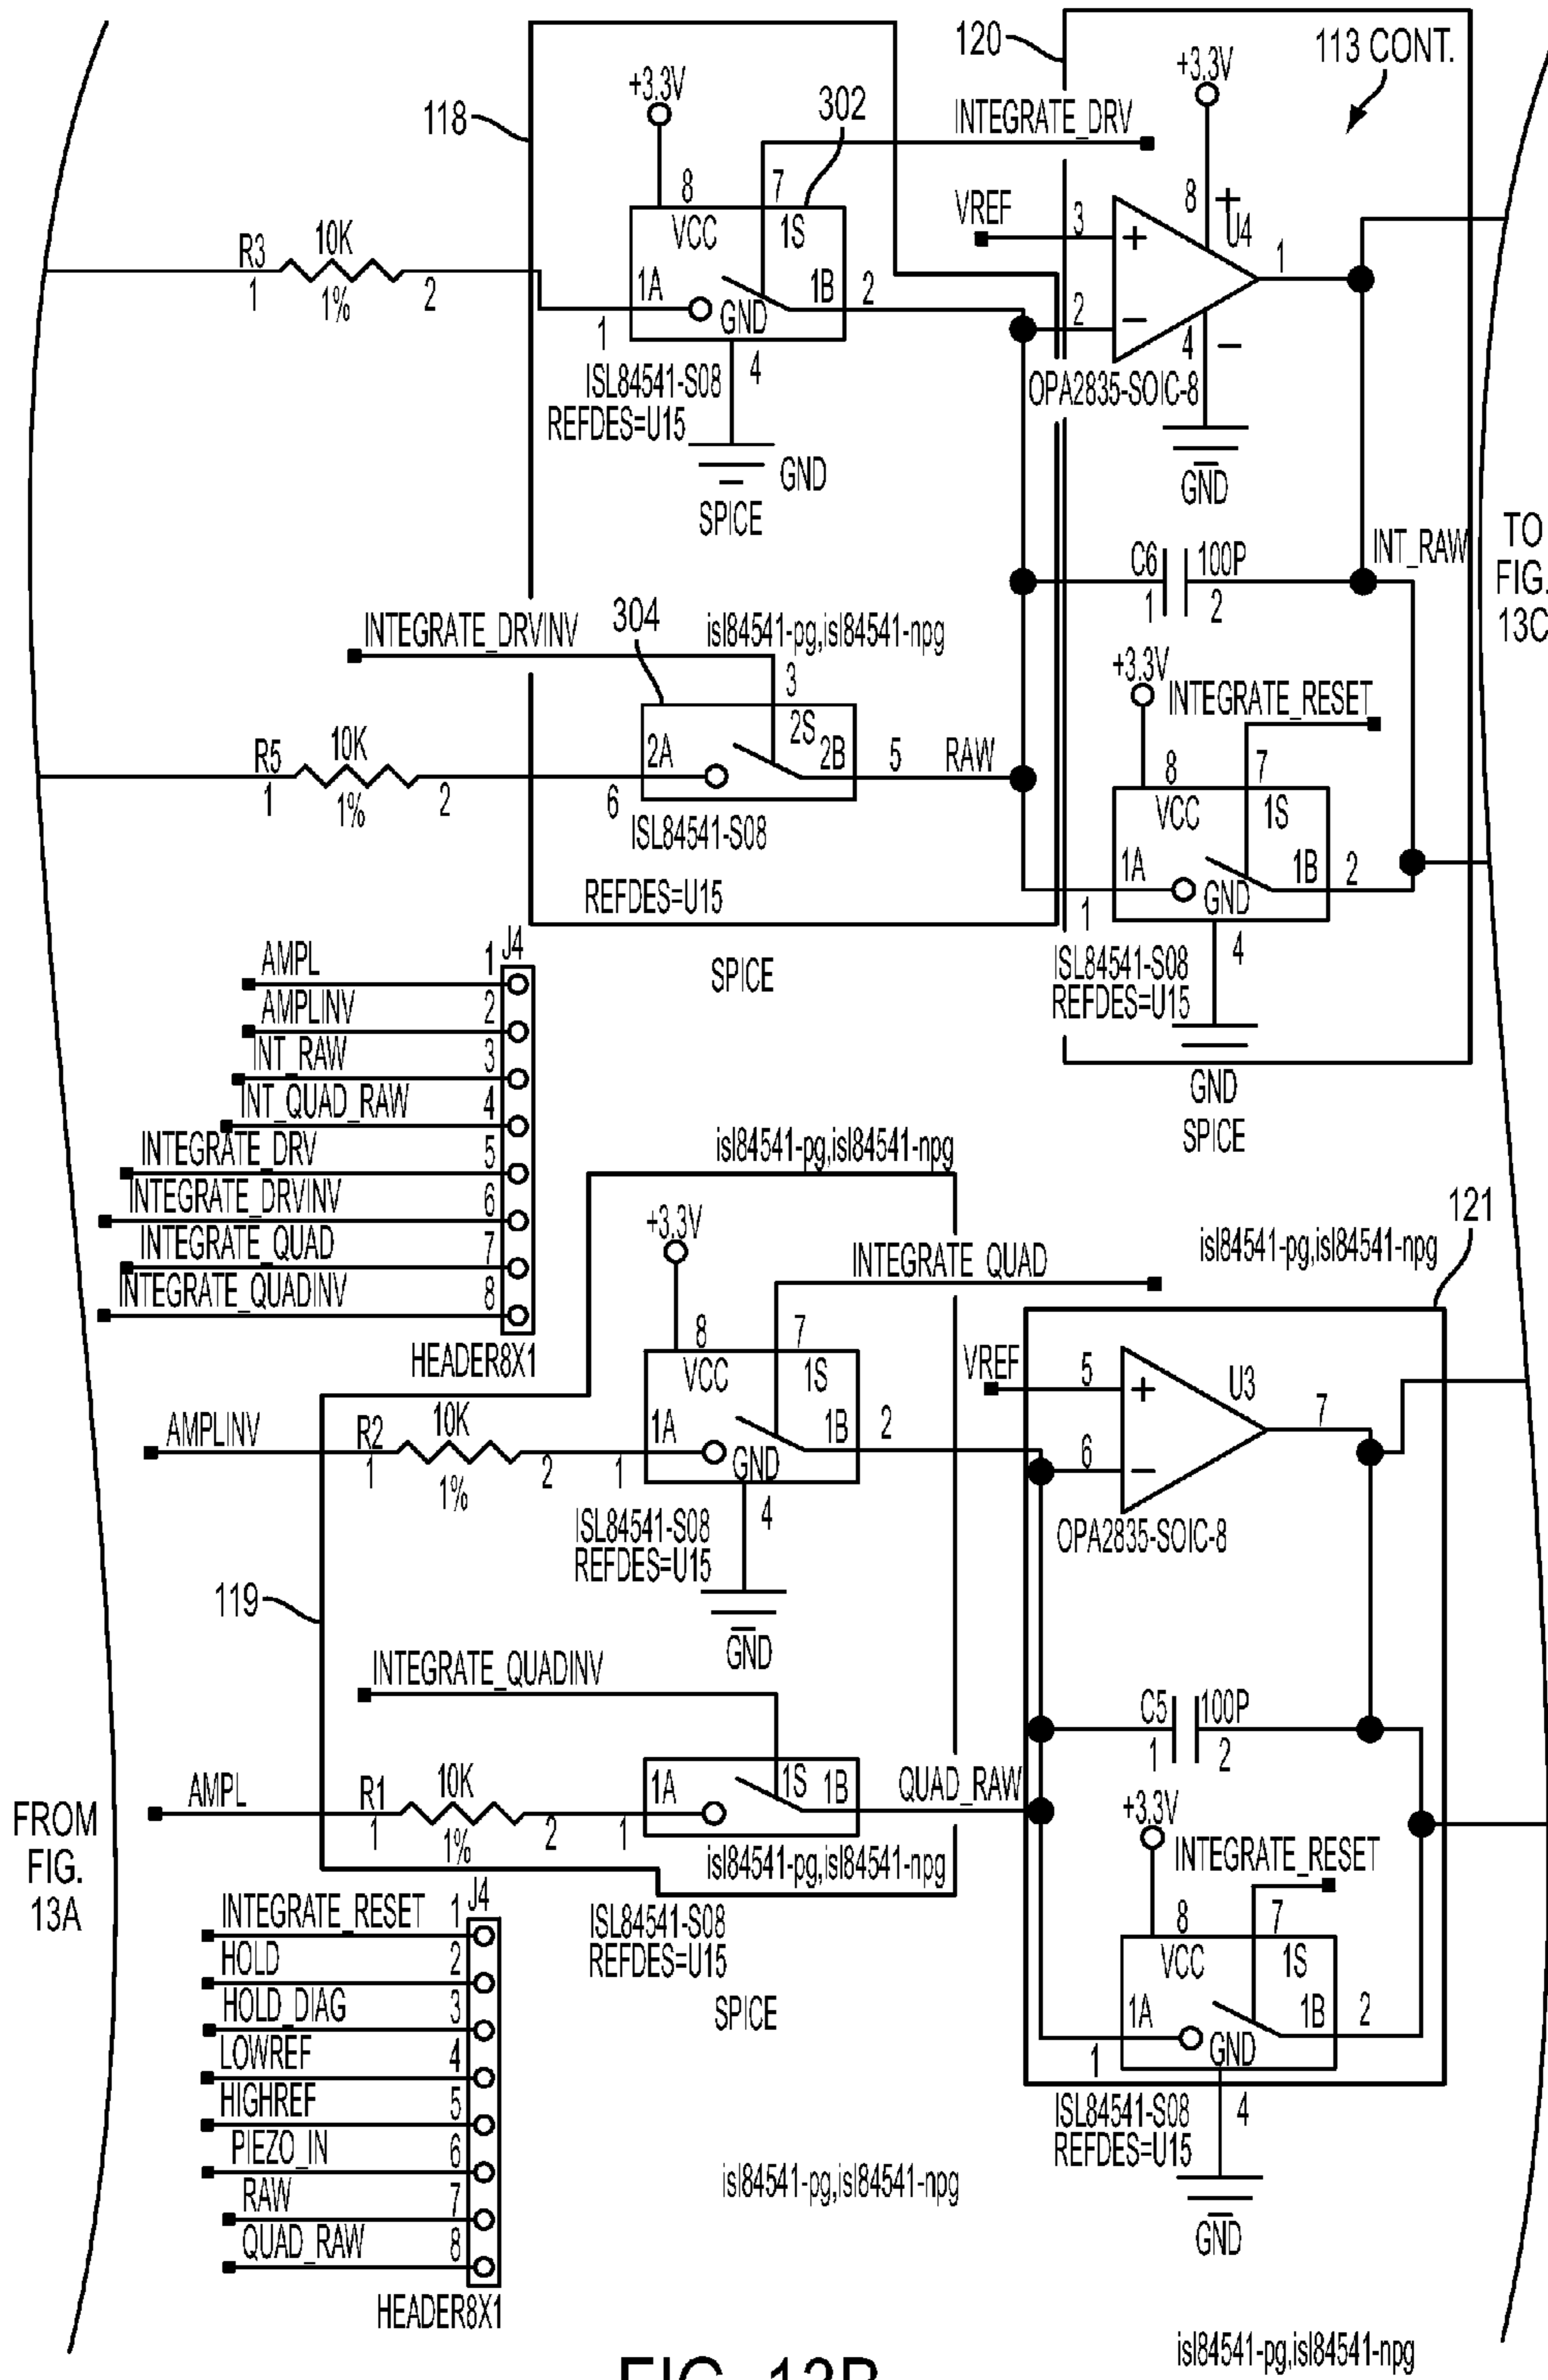 120
113 CONT.
118
+3.3V
302
INTEGRATE_DRV
+3.3V
8
7
VCC
1S
1A
1B
2
GND
1
4
ISL84541-S08
REFDES=U15
GND
SPICE
R3
10K
1
1%
2
VREF
3
+
8
+
U4
1
2
–
4
–
OPA2835-SOIC-8
GND
C6
100P
1
2
INT_RAW
TO
FIG.
13C
304
INTEGRATE_DRVINV
isl84541-pg,isl84541-npg
3
2S
2A
2B
5
RAW
6
ISL84541-S08
REFDES=U15
SPICE
R5
10K
1
1%
2
+3.3V
INTEGRATE_RESET
8
7
VCC
1S
1A
1B
2
GND
1
4
ISL84541-S08
REFDES=U15
GND
SPICE
J4
AMPL
1
AMPLINV
2
INT_RAW
3
INT_QUAD_RAW
4
INTEGRATE_DRV
5
INTEGRATE_DRVINV
6
INTEGRATE_QUAD
7
INTEGRATE_QUADINV
8
HEADER8X1
isl84541-pg,isl84541-npg
+3.3V
INTEGRATE_QUAD
isl84541-pg,isl84541-npg
121
8
7
VCC
1S
1A
1B
2
GND
1
4
ISL84541-S08
REFDES=U15
GND
AMPLINV
R2
10K
1
1%
2
VREF
5
+
U3
7
6
–
OPA2835-SOIC-8
119
INTEGRATE_QUADINV
C5
100P
1
2
AMPL
R1
10K
1
1%
2
1
1A
1S
1B
QUAD_RAW
isl84541-pg,isl84541-npg
ISL84541-S08
REFDES=U15
SPICE
FROM
FIG.
13A
+3.3V
INTEGRATE_RESET
8
7
VCC
1S
1A
1B
2
GND
1
4
ISL84541-S08
REFDES=U15
GND
J4
INTEGRATE_RESET
1
HOLD
2
HOLD_DIAG
3
LOWREF
4
HIGHREF
5
PIEZO_IN
6
RAW
7
QUAD_RAW
8
HEADER8X1
isl84541-pg,isl84541-npg
isl84541-pg,isl84541-npg
FIG. 13B